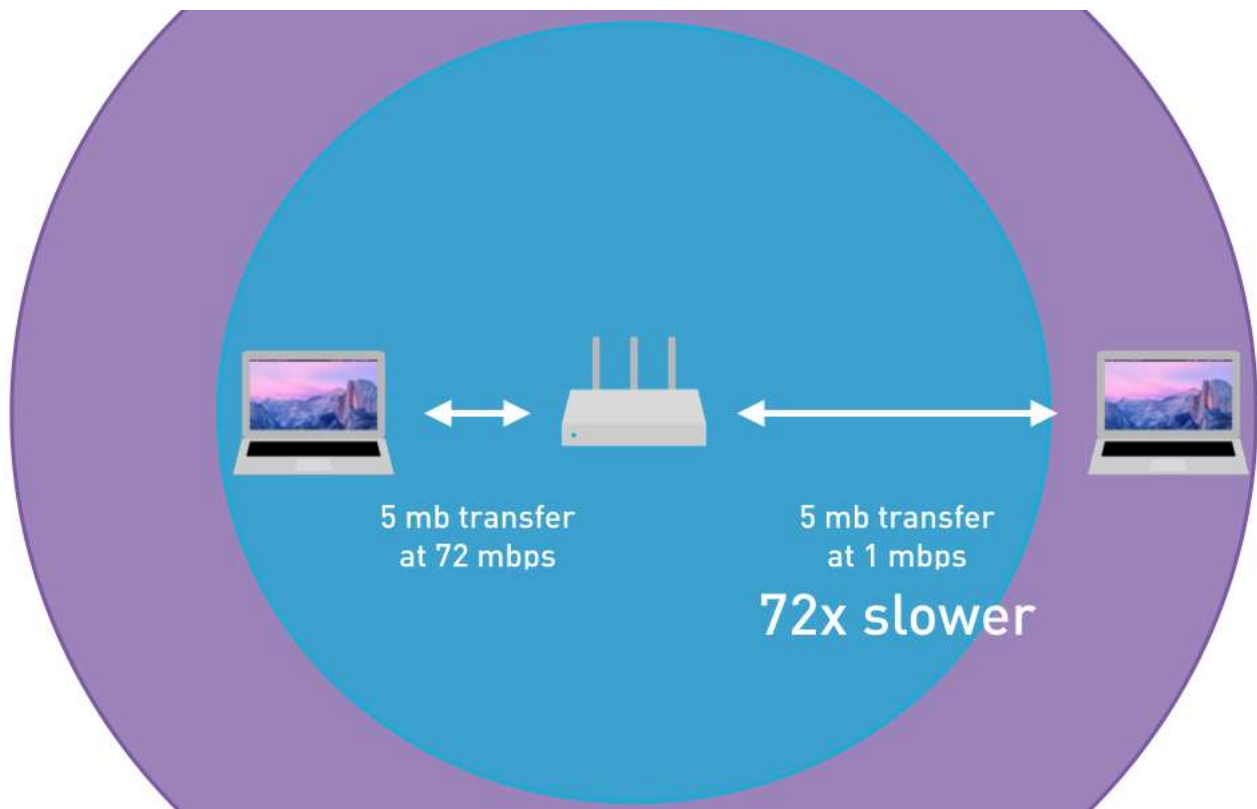 5 mb transfer
at 72 mbps
5 mb transfer
at 1 mbps
72x slower